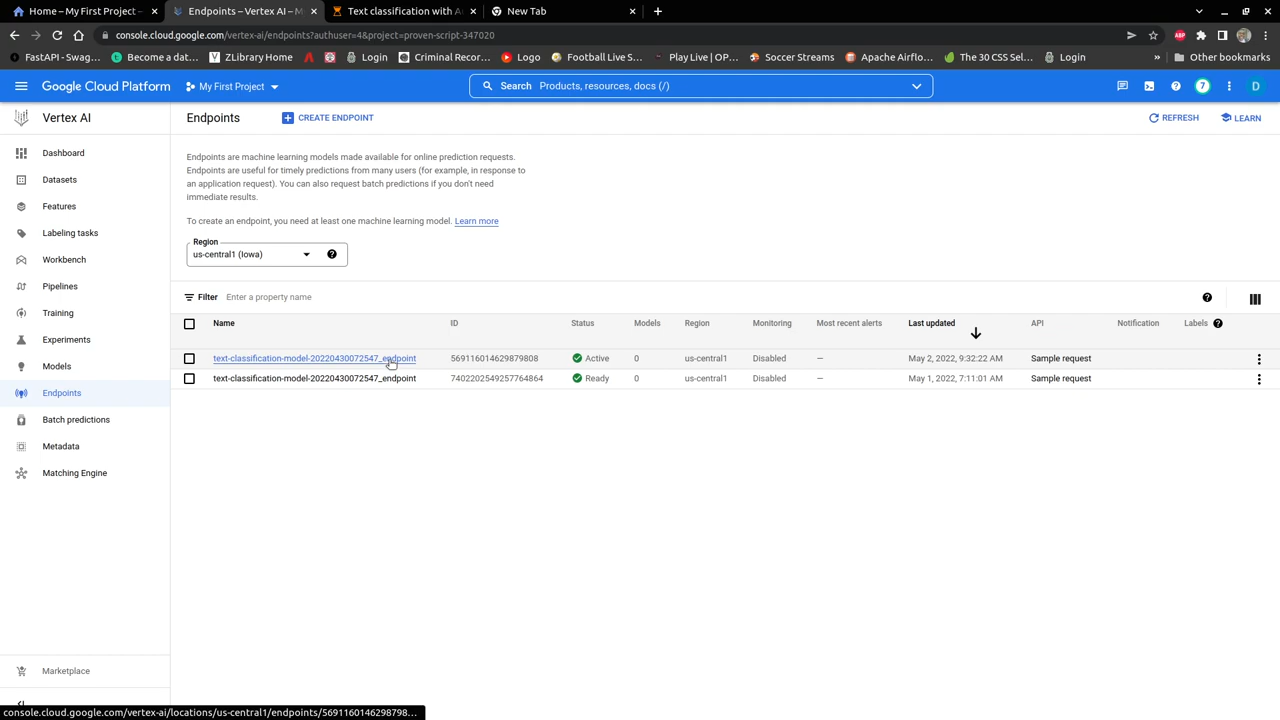 Home – My First Project –
Endpoints – Vertex AI – M
Text classification with A
New Tab
console.cloud.google.com/vertex-ai/endpoints?authuser=4&project=proven-script-347020
FastAPI - Swag...
Become a dat...
ZLibrary Home
Login
Criminal Recor...
Logo
Football Live S...
Play Live | OP...
Soccer Streams
Apache Airflo...
The 30 CSS Sel...
Login
»
Other bookmarks
Google Cloud Platform
My First Project
Search Products, resources, docs (/)
7
D
Vertex AI
Endpoints
CREATE ENDPOINT
REFRESH
LEARN
Dashboard
Datasets
Features
Labeling tasks
Workbench
Pipelines
Training
Experiments
Models
Endpoints
Batch predictions
Metadata
Matching Engine
Marketplace
Endpoints are machine learning models made available for online prediction requests.
Endpoints are useful for timely predictions from many users (for example, in response to
an application request). You can also request batch predictions if you don't need
immediate results.
To create an endpoint, you need at least one machine learning model. Learn more
Region
us-central1 (Iowa)
Filter Enter a property name
Name ID Status Models Region Monitoring Most recent alerts Last updated API Notification Labels
text-classification-model-20220430072547_endpoint 569116014629879808 Active 0 us-central1 Disabled — May 2, 2022, 9:32:22 AM Sample request
text-classification-model-20220430072547_endpoint 7402202549257764864 Ready 0 us-central1 Disabled — May 1, 2022, 7:11:01 AM Sample request
console.cloud.google.com/vertex-ai/locations/us-central1/endpoints/5691160146298798...